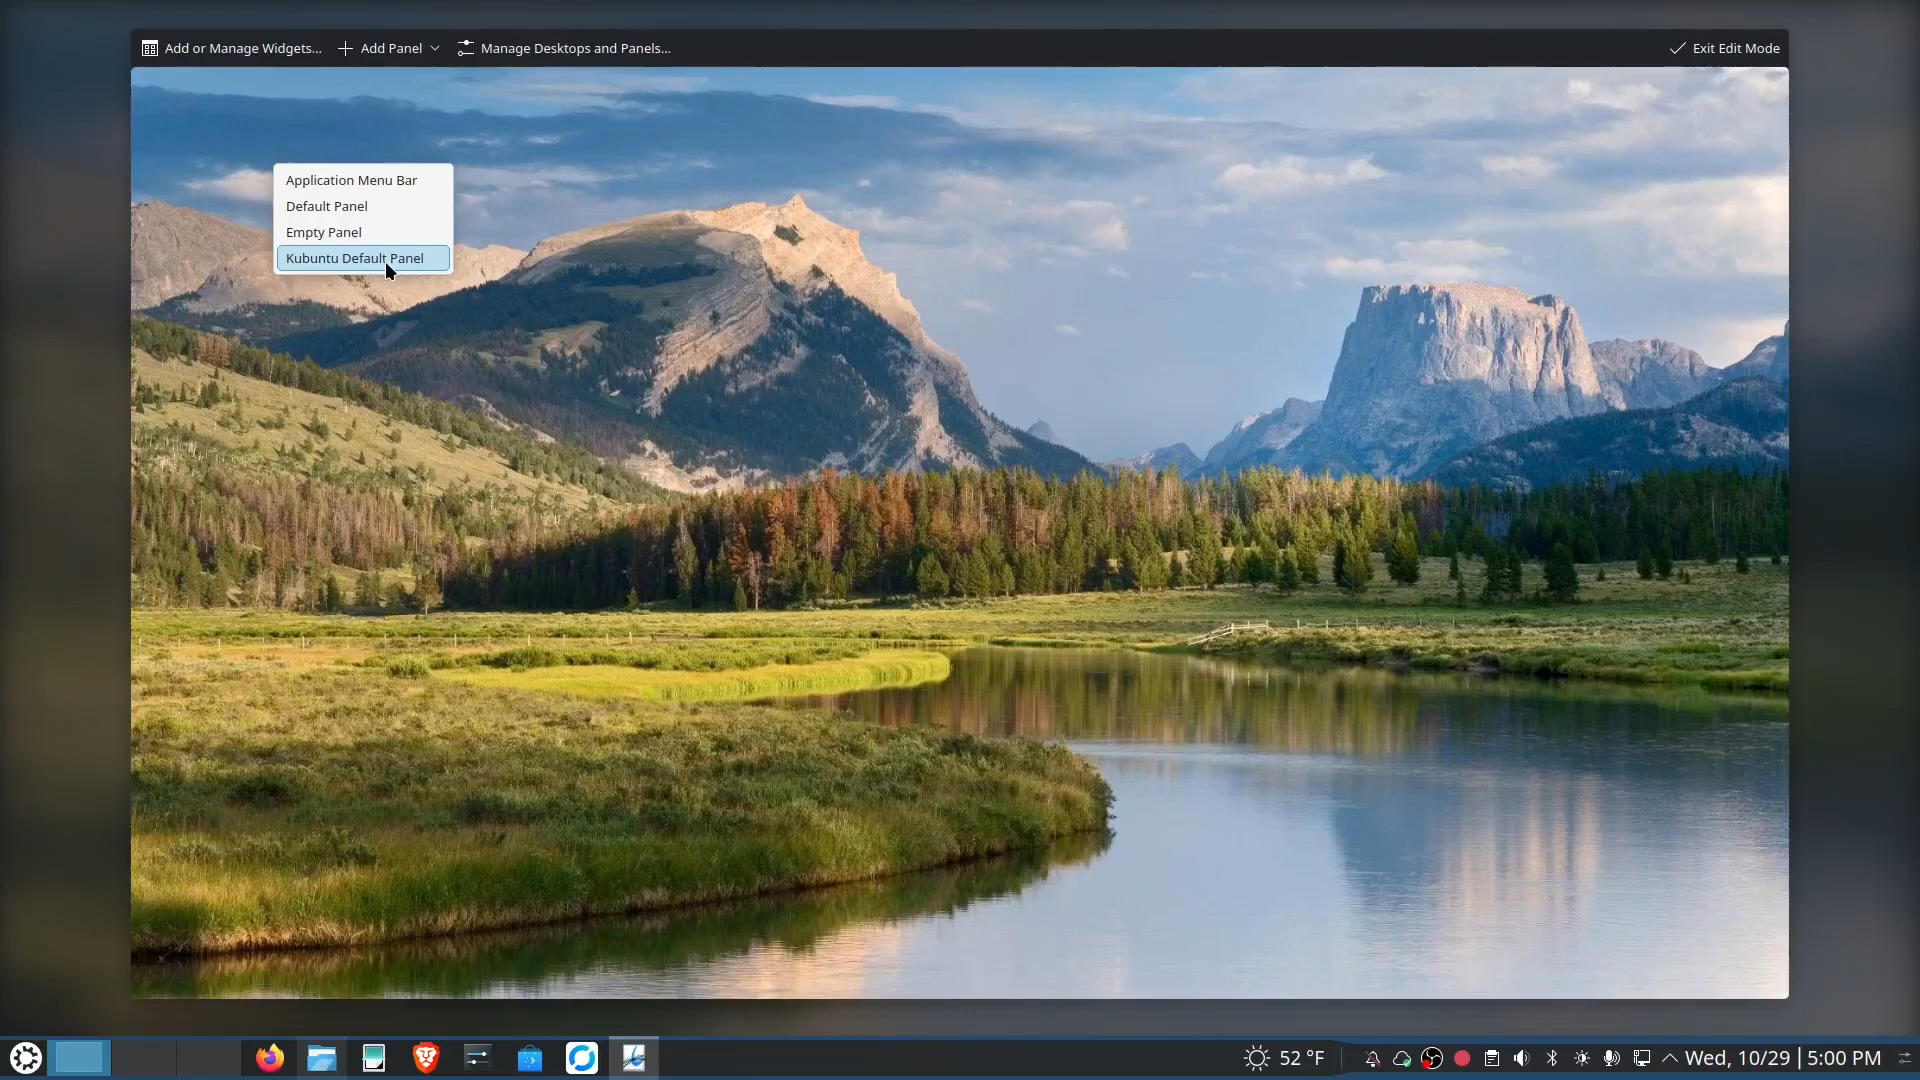 Add or Manage Widgets...
Add Panel
Manage Desktops and Panels...
Exit Edit Mode
Application Menu Bar
Default Panel
Empty Panel
Kubuntu Default Panel
52 °F
Wed, 10/29
5:00 PM